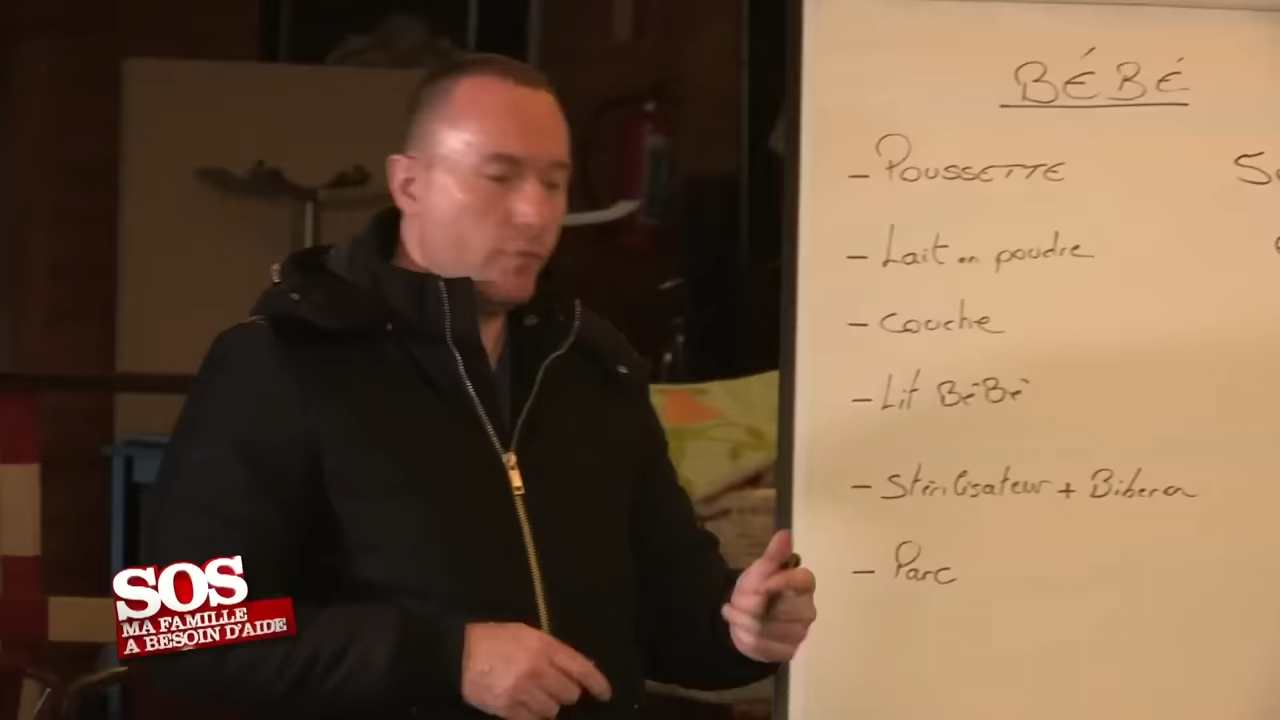 BÉBÉ
- POUSSETTE
- Lait en poudre
- Couche
- Lit BéBé
- Stérilisateur + Biberon
- Parc
SOS
MA FAMILLE
A BESOIN D'AIDE